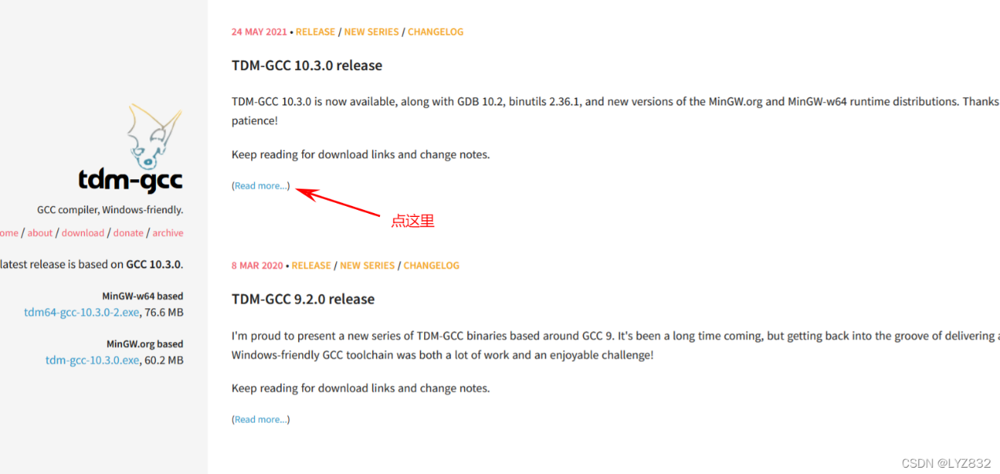 24 MAY 2021 • RELEASE / NEW SERIES / CHANGELOG
TDM-GCC 10.3.0 release
TDM-GCC 10.3.0 is now available, along with GDB 10.2, binutils 2.36.1, and new versions of the MinGW.org and MinGW-w64 runtime distributions. Thanks
patience!
Keep reading for download links and change notes.
(Read more...)
点这里
tdm-gcc
GCC compiler, Windows-friendly.
ome / about / download / donate / archive
latest release is based on GCC 10.3.0.
MinGW-w64 based
tdm64-gcc-10.3.0-2.exe, 76.6 MB
MinGW.org based
tdm-gcc-10.3.0.exe, 60.2 MB
8 MAR 2020 • RELEASE / NEW SERIES / CHANGELOG
TDM-GCC 9.2.0 release
I'm proud to present a new series of TDM-GCC binaries based around GCC 9. It's been a long time coming, but getting back into the groove of delivering a
Windows-friendly GCC toolchain was both a lot of work and an enjoyable challenge!
Keep reading for download links and change notes.
(Read more...)
CSDN @LYZ832